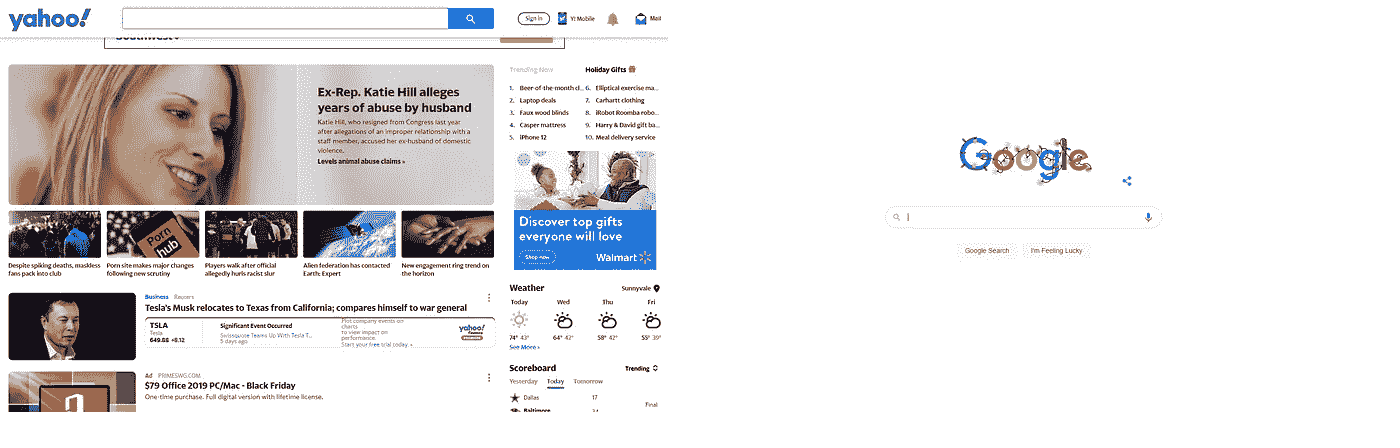 yahoo!
Sign in
Y! Mobile
Mail
Southwest
Ex-Rep. Katie Hill alleges
years of abuse by husband
Katie Hill, who resigned from Congress last year
after allegations of an improper relationship with a
staff member, accused her ex-husband of domestic
violence.
Levels animal abuse claims »
Porn
hub
Despite spiking deaths, maskless
fans pack into club
Porn site makes major changes
following new scrutiny
Players walk after official
allegedly hurls racist slur
Alien federation has contacted
Earth: Expert
New engagement ring trend on
the horizon
Business Reuters
Tesla's Musk relocates to Texas from California; compares himself to war general
TSLA
Tesla
649.88 +8.12
Significant Event Occurred
Swissquote Teams Up With Tesla T...
5 days ago
Plot company events on
charts
to view impact on
performance.
Start your free trial today »
yahoo!
finance
Ad PRIMESWG.COM
$79 Office 2019 PC/Mac - Black Friday
One-time purchase. Full digital version with lifetime license.
Trending Now Holiday Gifts
1. Beer-of-the-month cl...
2. Laptop deals
3. Faux wood blinds
4. Casper mattress
5. iPhone 12
6. Elliptical exercise ma...
7. Carhartt clothing
8. iRobot Roomba robo...
9. Harry & David gift ba...
10. Meal delivery service
Discover top gifts
everyone will love
Shop now
Walmart
Weather Sunnyvale
Today Wed Thu Fri
74° 43° 64° 42° 58° 42° 55° 39°
See More »
Scoreboard Trending
Yesterday Today Tomorrow
Dallas 17
Final
Baltimore 34
Google
Google Search I'm Feeling Lucky